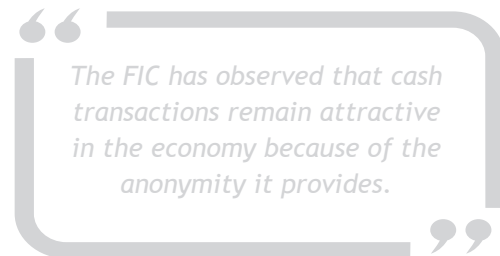 The FIC has observed that cash
transactions remain attractive
in the economy because of the
anonymity it provides.